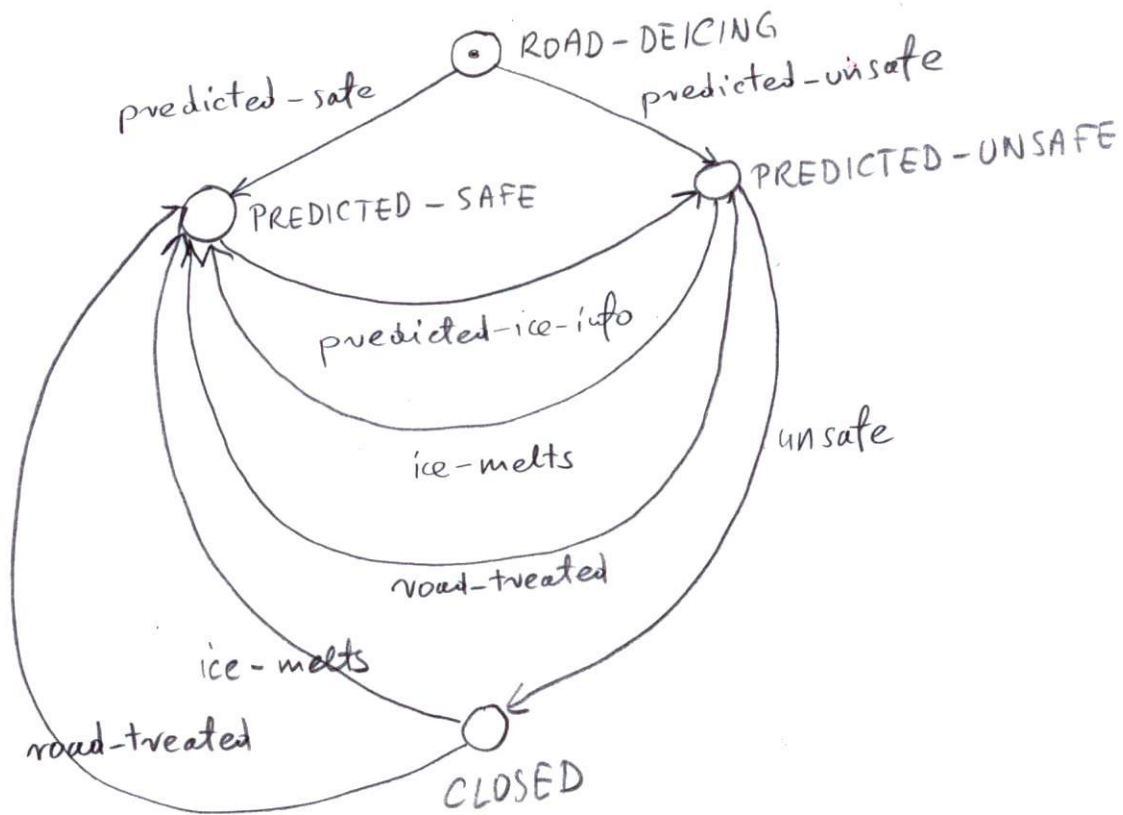 ROAD-DEICING
predicted-safe
predicted-unsafe
PREDICTED-SAFE
PREDICTED-UNSAFE
predicted-ice-info
ice-melts
unsafe
road-treated
ice-melts
road-treated
CLOSED